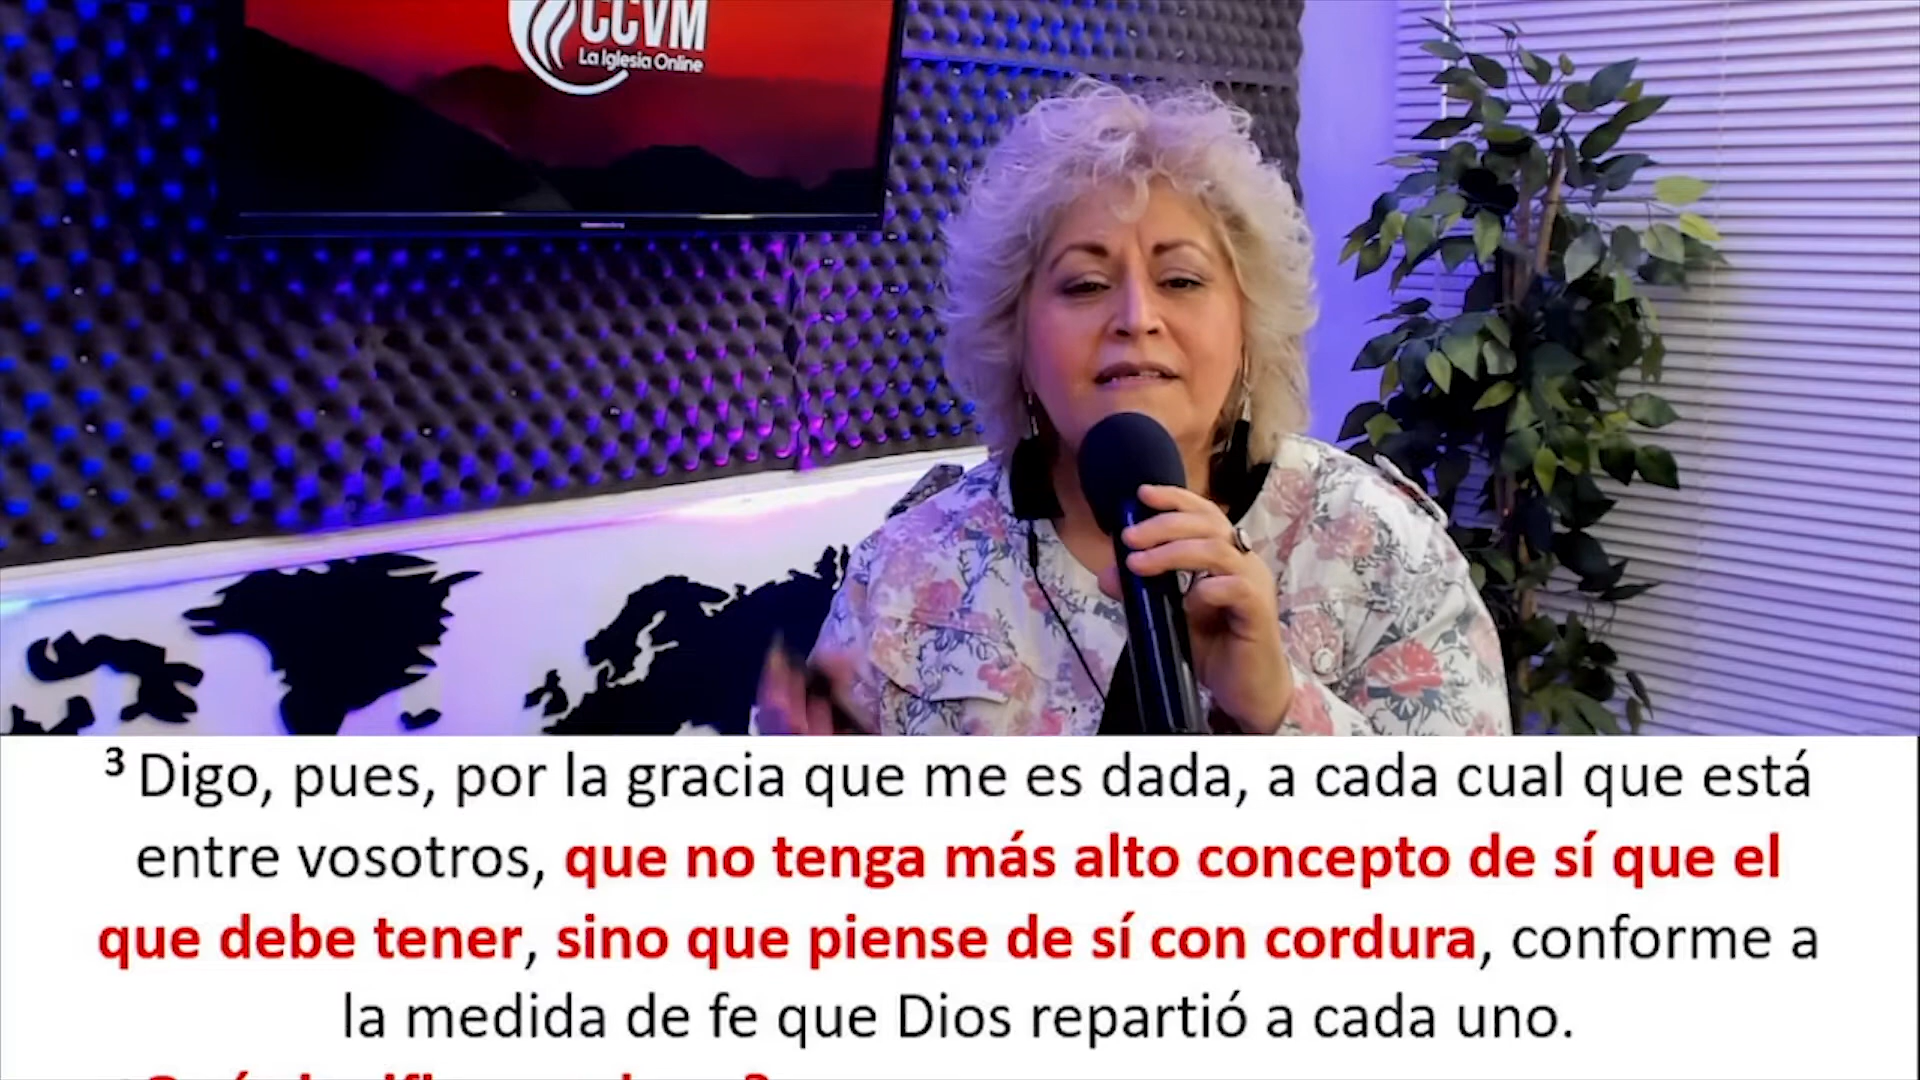 CCVM
La Iglesia Online
3 Digo, pues, por la gracia que me es dada, a cada cual que está
entre vosotros, que no tenga más alto concepto de sí que el
que debe tener, sino que piense de sí con cordura, conforme a
la medida de fe que Dios repartió a cada uno.